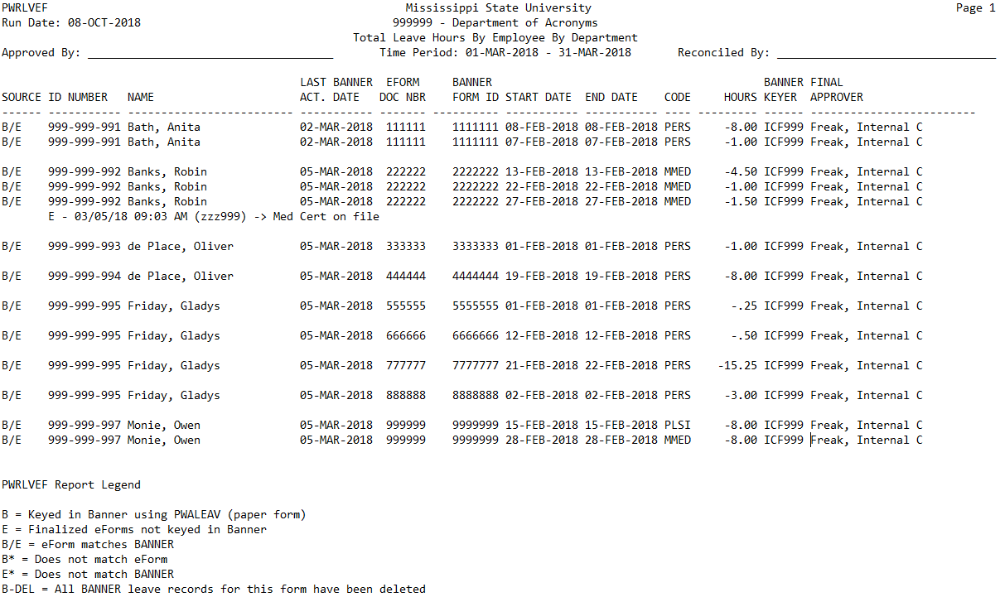 PWRLVEF Mississippi State University Page 1
Run Date: 08-OCT-2018 999999 - Department of Acronyms
Total Leave Hours By Employee By Department
Approved By: _____________________________________ Time Period: 01-MAR-2018 - 31-MAR-2018 Reconciled By: _________________________________
LAST BANNER EFORM BANNER BANNER FINAL
SOURCE ID NUMBER NAME ACT. DATE DOC NBR FORM ID START DATE END DATE CODE HOURS KEYER APPROVER
------ ----------- ------------------------- ----------- ------- ---------- ----------- ----------- ---- --------- ------ -------------------------
B/E 999-999-991 Bath, Anita 02-MAR-2018 111111 1111111 08-FEB-2018 08-FEB-2018 PERS -8.00 ICF999 Freak, Internal C
B/E 999-999-991 Bath, Anita 02-MAR-2018 111111 1111111 07-FEB-2018 07-FEB-2018 PERS -1.00 ICF999 Freak, Internal C
B/E 999-999-992 Banks, Robin 05-MAR-2018 222222 2222222 13-FEB-2018 13-FEB-2018 MMED -4.50 ICF999 Freak, Internal C
B/E 999-999-992 Banks, Robin 05-MAR-2018 222222 2222222 22-FEB-2018 22-FEB-2018 MMED -1.00 ICF999 Freak, Internal C
B/E 999-999-992 Banks, Robin 05-MAR-2018 222222 2222222 27-FEB-2018 27-FEB-2018 MMED -1.50 ICF999 Freak, Internal C
E - 03/05/18 09:03 AM (zzz999) -> Med Cert on file
B/E 999-999-993 de Place, Oliver 05-MAR-2018 333333 3333333 01-FEB-2018 01-FEB-2018 PERS -1.00 ICF999 Freak, Internal C
B/E 999-999-994 de Place, Oliver 05-MAR-2018 444444 4444444 19-FEB-2018 19-FEB-2018 PERS -8.00 ICF999 Freak, Internal C
B/E 999-999-995 Friday, Gladys 05-MAR-2018 555555 5555555 01-FEB-2018 01-FEB-2018 PERS -.25 ICF999 Freak, Internal C
B/E 999-999-995 Friday, Gladys 05-MAR-2018 666666 6666666 12-FEB-2018 12-FEB-2018 PERS -.50 ICF999 Freak, Internal C
B/E 999-999-995 Friday, Gladys 05-MAR-2018 777777 7777777 21-FEB-2018 22-FEB-2018 PERS -15.25 ICF999 Freak, Internal C
B/E 999-999-995 Friday, Gladys 05-MAR-2018 888888 8888888 02-FEB-2018 02-FEB-2018 PERS -3.00 ICF999 Freak, Internal C
B/E 999-999-997 Monie, Owen 05-MAR-2018 999999 9999999 15-FEB-2018 15-FEB-2018 PLSI -8.00 ICF999 Freak, Internal C
B/E 999-999-997 Monie, Owen 05-MAR-2018 999999 9999999 28-FEB-2018 28-FEB-2018 MMED -8.00 ICF999 Freak, Internal C
PWRLVEF Report Legend
B = Keyed in Banner using PWALEAV (paper form)
E = Finalized eForms not keyed in Banner
B/E = eForm matches BANNER
B* = Does not match eForm
E* = Does not match BANNER
B-DEL = All BANNER leave records for this form have been deleted